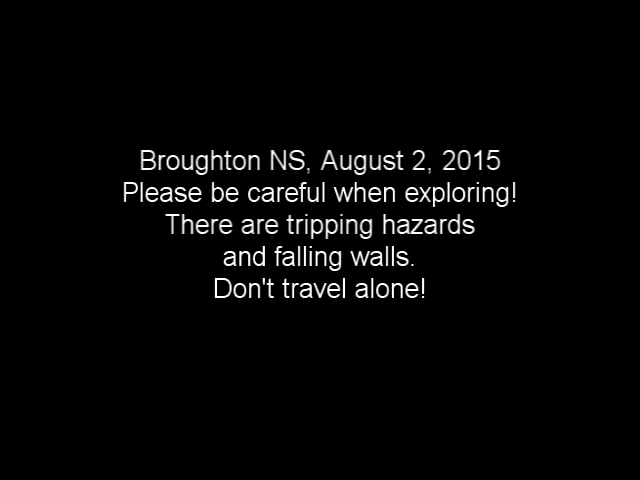 Broughton NS, August 2, 2015
Please be careful when exploring!
There are tripping hazards
and falling walls.
Don't travel alone!